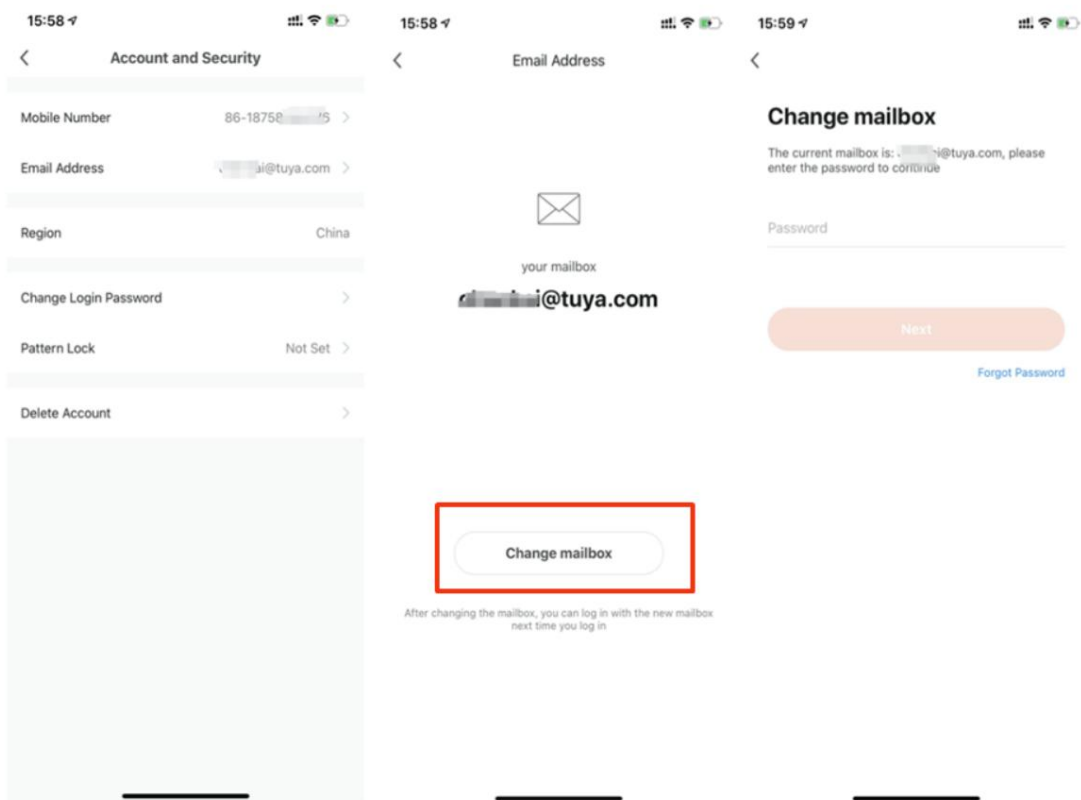 15:58
Account and Security
Mobile Number 86-18758
Email Address @tuya.com
Region China
Change Login Password
Pattern Lock Not Set
Delete Account
15:58
Email Address
your mailbox
@tuya.com
Change mailbox
After changing the mailbox, you can log in with the new mailbox
next time you log in
15:59
Change mailbox
The current mailbox is: @tuya.com, please
enter the password to continue
Password
Next
Forgot Password